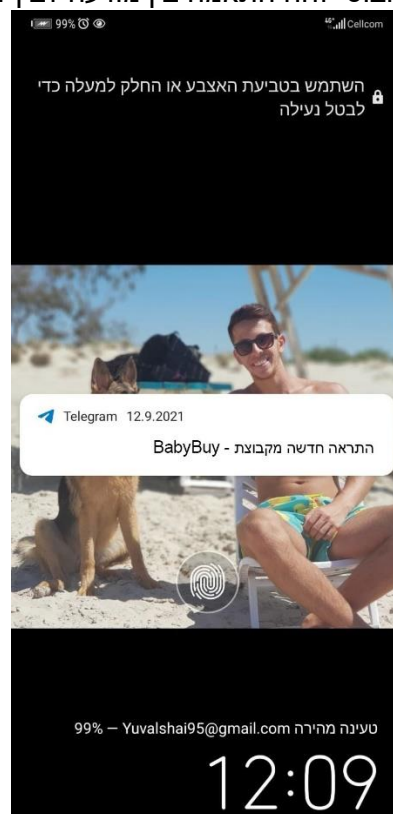 99% 4G Cellcom
השתמש בטביעת האצבע או החלק למעלה כדי
לבטל נעילה
Telegram 12.9.2021
התראה חדשה מקבוצת - BabyBuy
טעינה מהירה Yuvalshai95@gmail.com — 99%
12:09